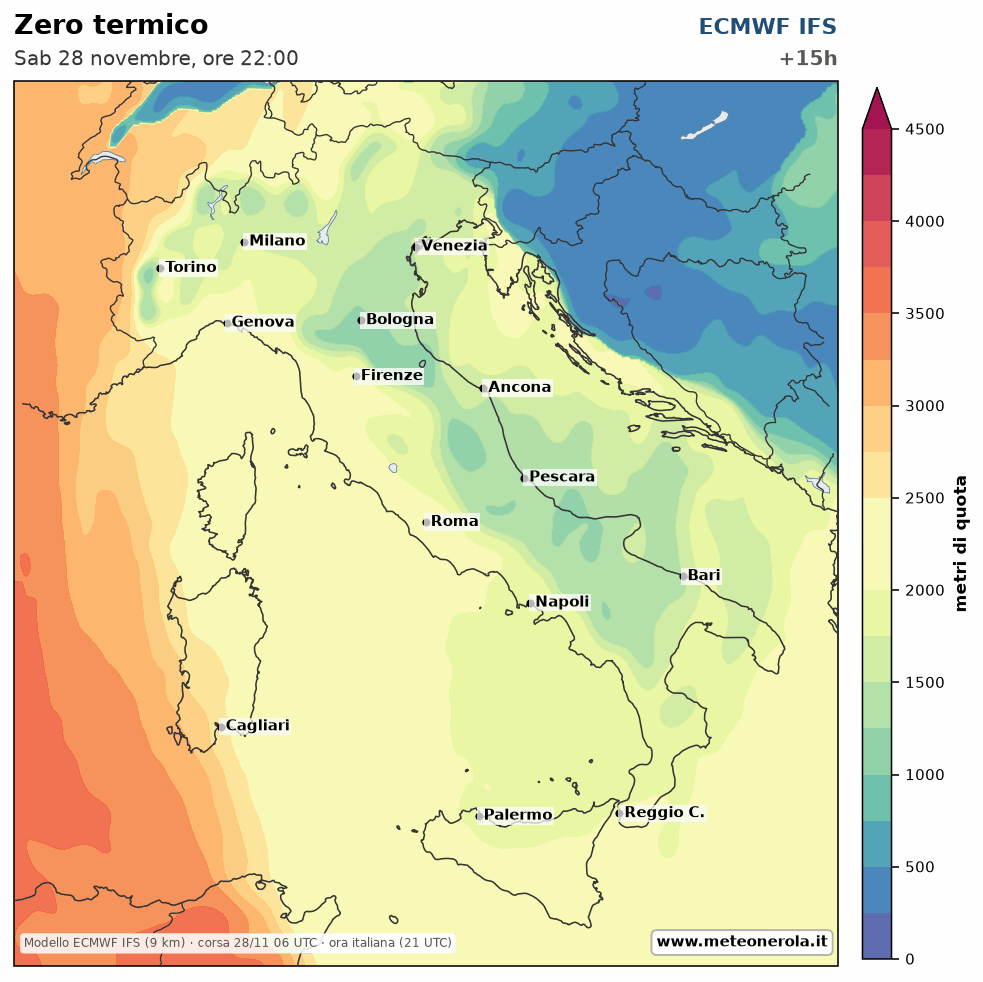 Zero termico
ECMWF IFS
Sab 28 novembre, ore 22:00
+15h
Milano
Venezia
Torino
Genova
Bologna
Firenze
Ancona
Pescara
Roma
Bari
Napoli
Cagliari
Palermo
Reggio C.
4500
4000
3500
3000
2500
2000
1500
1000
500
0
metri di quota
Modello ECMWF IFS (9 km) · corsa 28/11 06 UTC · ora italiana (21 UTC)
www.meteonerola.it